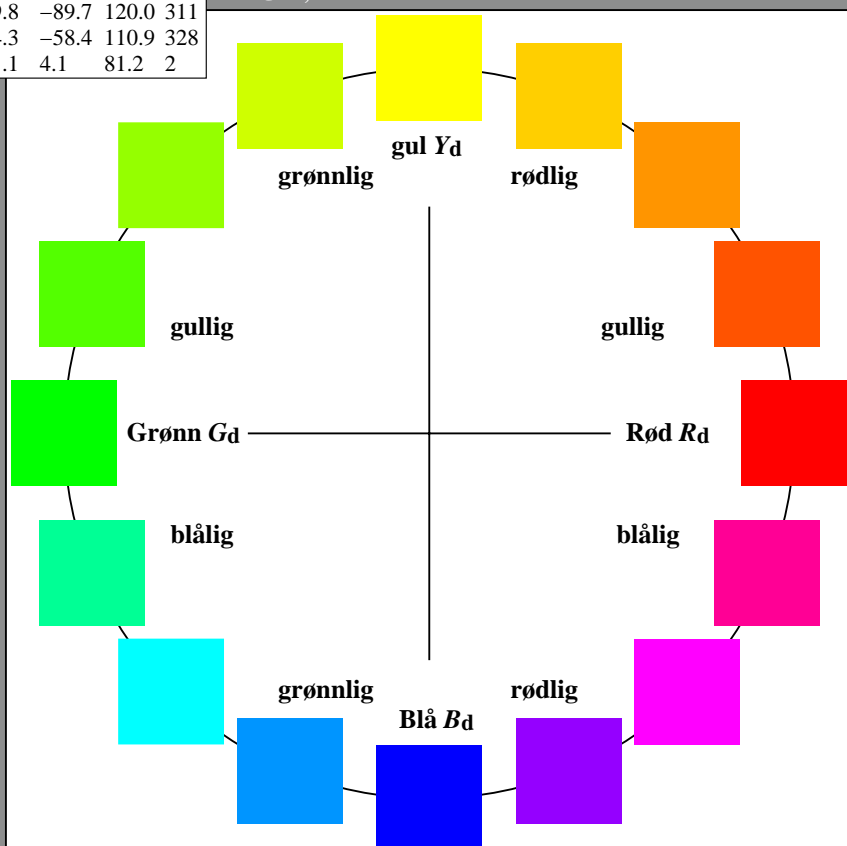 −89.7 120.0 311
−58.4 110.9 328
4.1 81.2 2
gul Yd
grønnlig rødlig
gullig gullig
Grønn Gd Rød Rd
blålig blålig
grønnlig rødlig
Blå Bd